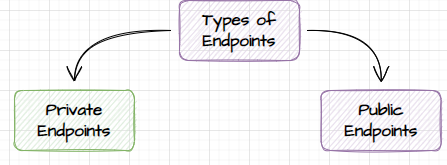 Types of
Endpoints
Private
Endpoints
Public
Endpoints